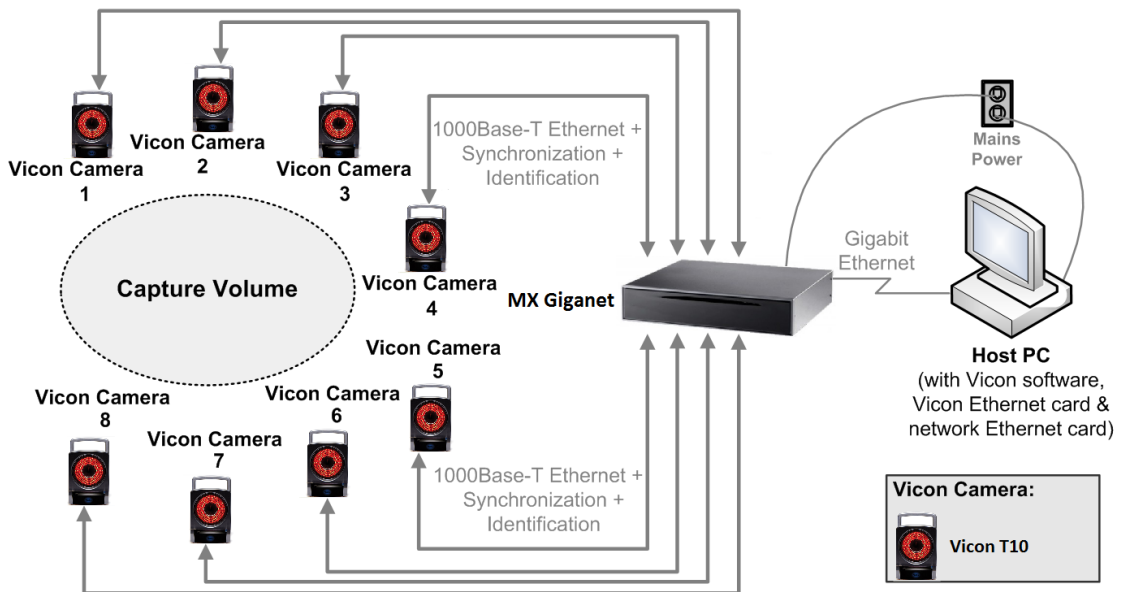 Vicon Camera
1
Vicon Camera
2
Vicon Camera
3
1000Base-T Ethernet +
Synchronization +
Identification
Vicon Camera
4
Capture Volume
MX Giganet
Gigabit
Ethernet
Mains
Power
Host PC
(with Vicon software,
Vicon Ethernet card &
network Ethernet card)
Vicon Camera
5
Vicon Camera
6
Vicon Camera
7
Vicon Camera
8
1000Base-T Ethernet +
Synchronization +
Identification
Vicon Camera:
Vicon T10